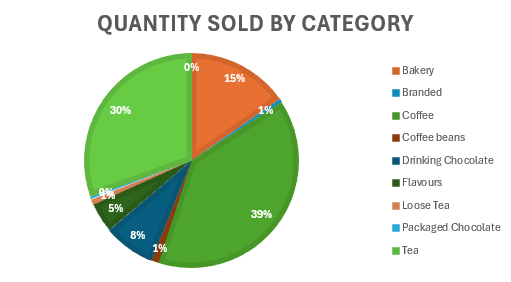 QUANTITY SOLD BY CATEGORY
0%
15%
1%
39%
1%
8%
5%
1%
0%
30%
Bakery
Branded
Coffee
Coffee beans
Drinking Chocolate
Flavours
Loose Tea
Packaged Chocolate
Tea